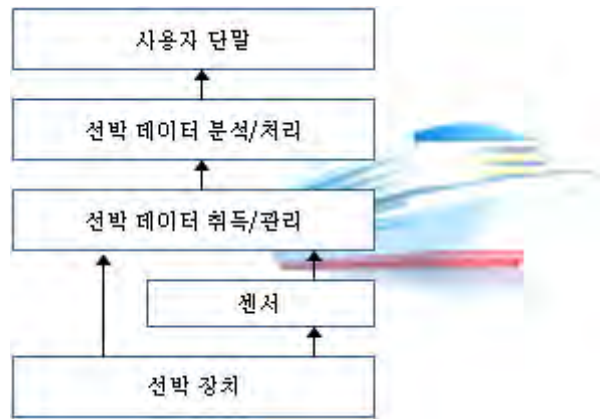 사용자 단말
선박 데이터 분석/처리
선박 데이터 취득/관리
센서
선박 장치